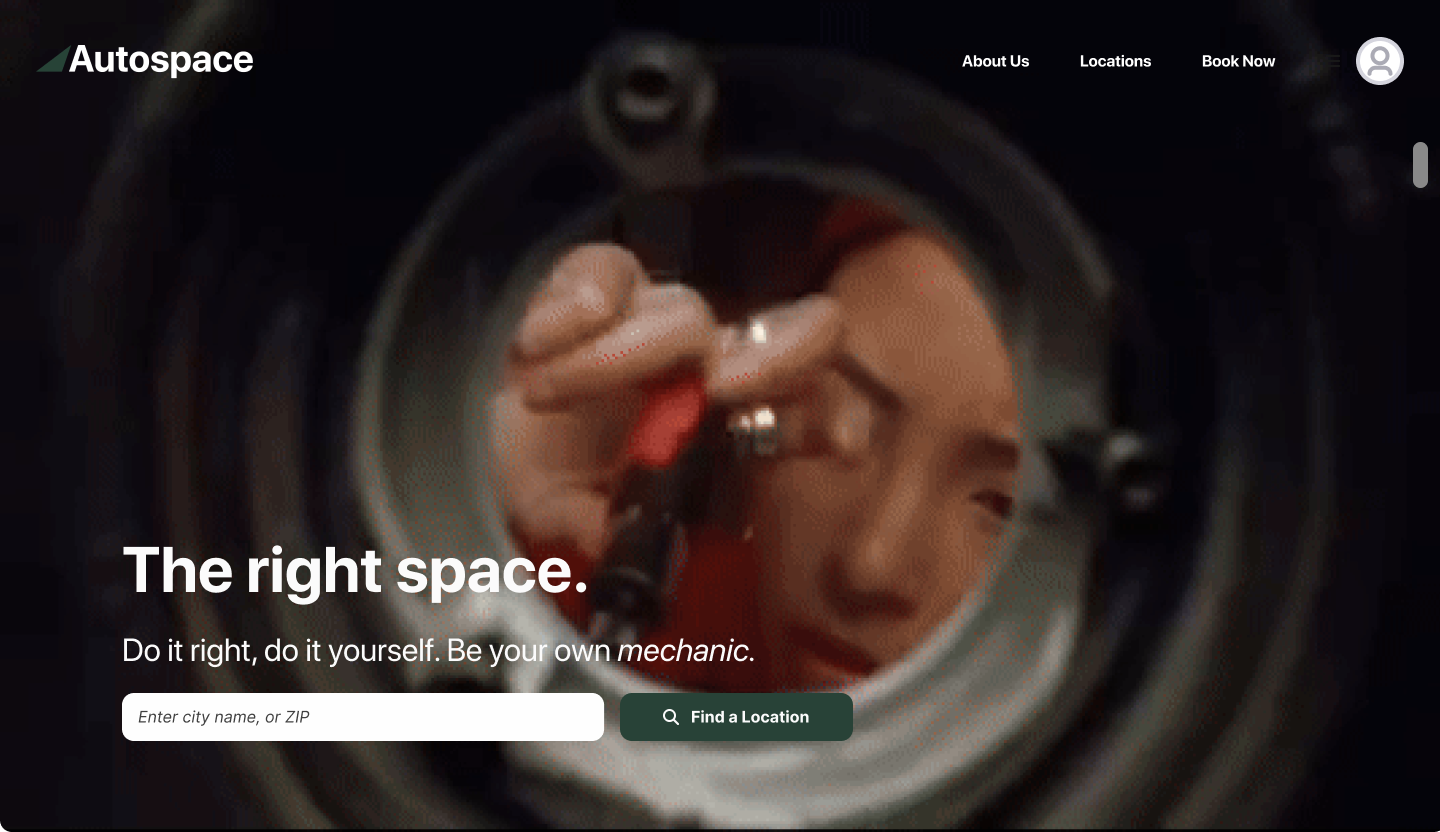 Autospace
About Us
Locations
Book Now
The right space.
Do it right, do it yourself. Be your own mechanic.
Enter city name, or ZIP
Find a Location